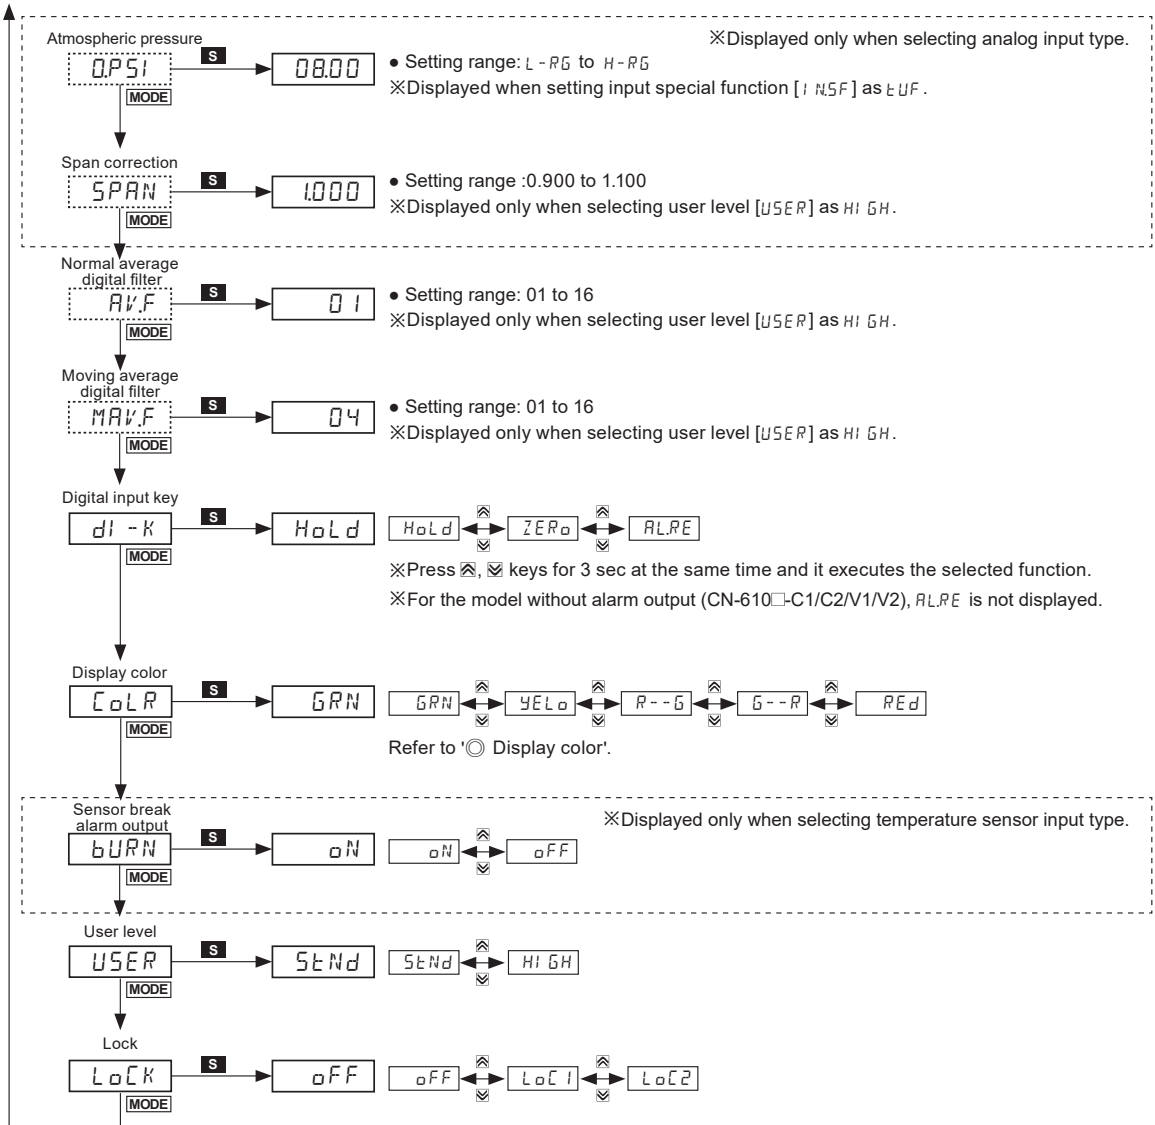 Atmospheric pressure
※Displayed only when selecting analog input type.
O.PSI S 08.00 ● Setting range: L-RG to H-RG
MODE ※Displayed when setting input special function [IN.SF] as tUF.
Span correction
SPAN S 1.000 ● Setting range :0.900 to 1.100
MODE ※Displayed only when selecting user level [USER] as HIGH.
Normal average
digital filter
AV.F S 01 ● Setting range: 01 to 16
MODE ※Displayed only when selecting user level [USER] as HIGH.
Moving average
digital filter
MAV.F S 04 ● Setting range: 01 to 16
MODE ※Displayed only when selecting user level [USER] as HIGH.
Digital input key
dI-K S HoLd HoLd ZERo AL.RE
MODE
※Press , keys for 3 sec at the same time and it executes the selected function.
※For the model without alarm output (CN-610□-C1/C2/V1/V2), AL.RE is not displayed.
Display color
CoLR S GRN GRN YELo R--G G--R REd
MODE
Refer to '◎ Display color'.
Sensor break
alarm output
※Displayed only when selecting temperature sensor input type.
bURN S oN oN oFF
MODE
User level
USER S StNd StNd HIGH
MODE
Lock
LoCK S oFF oFF LoC1 LoC2
MODE